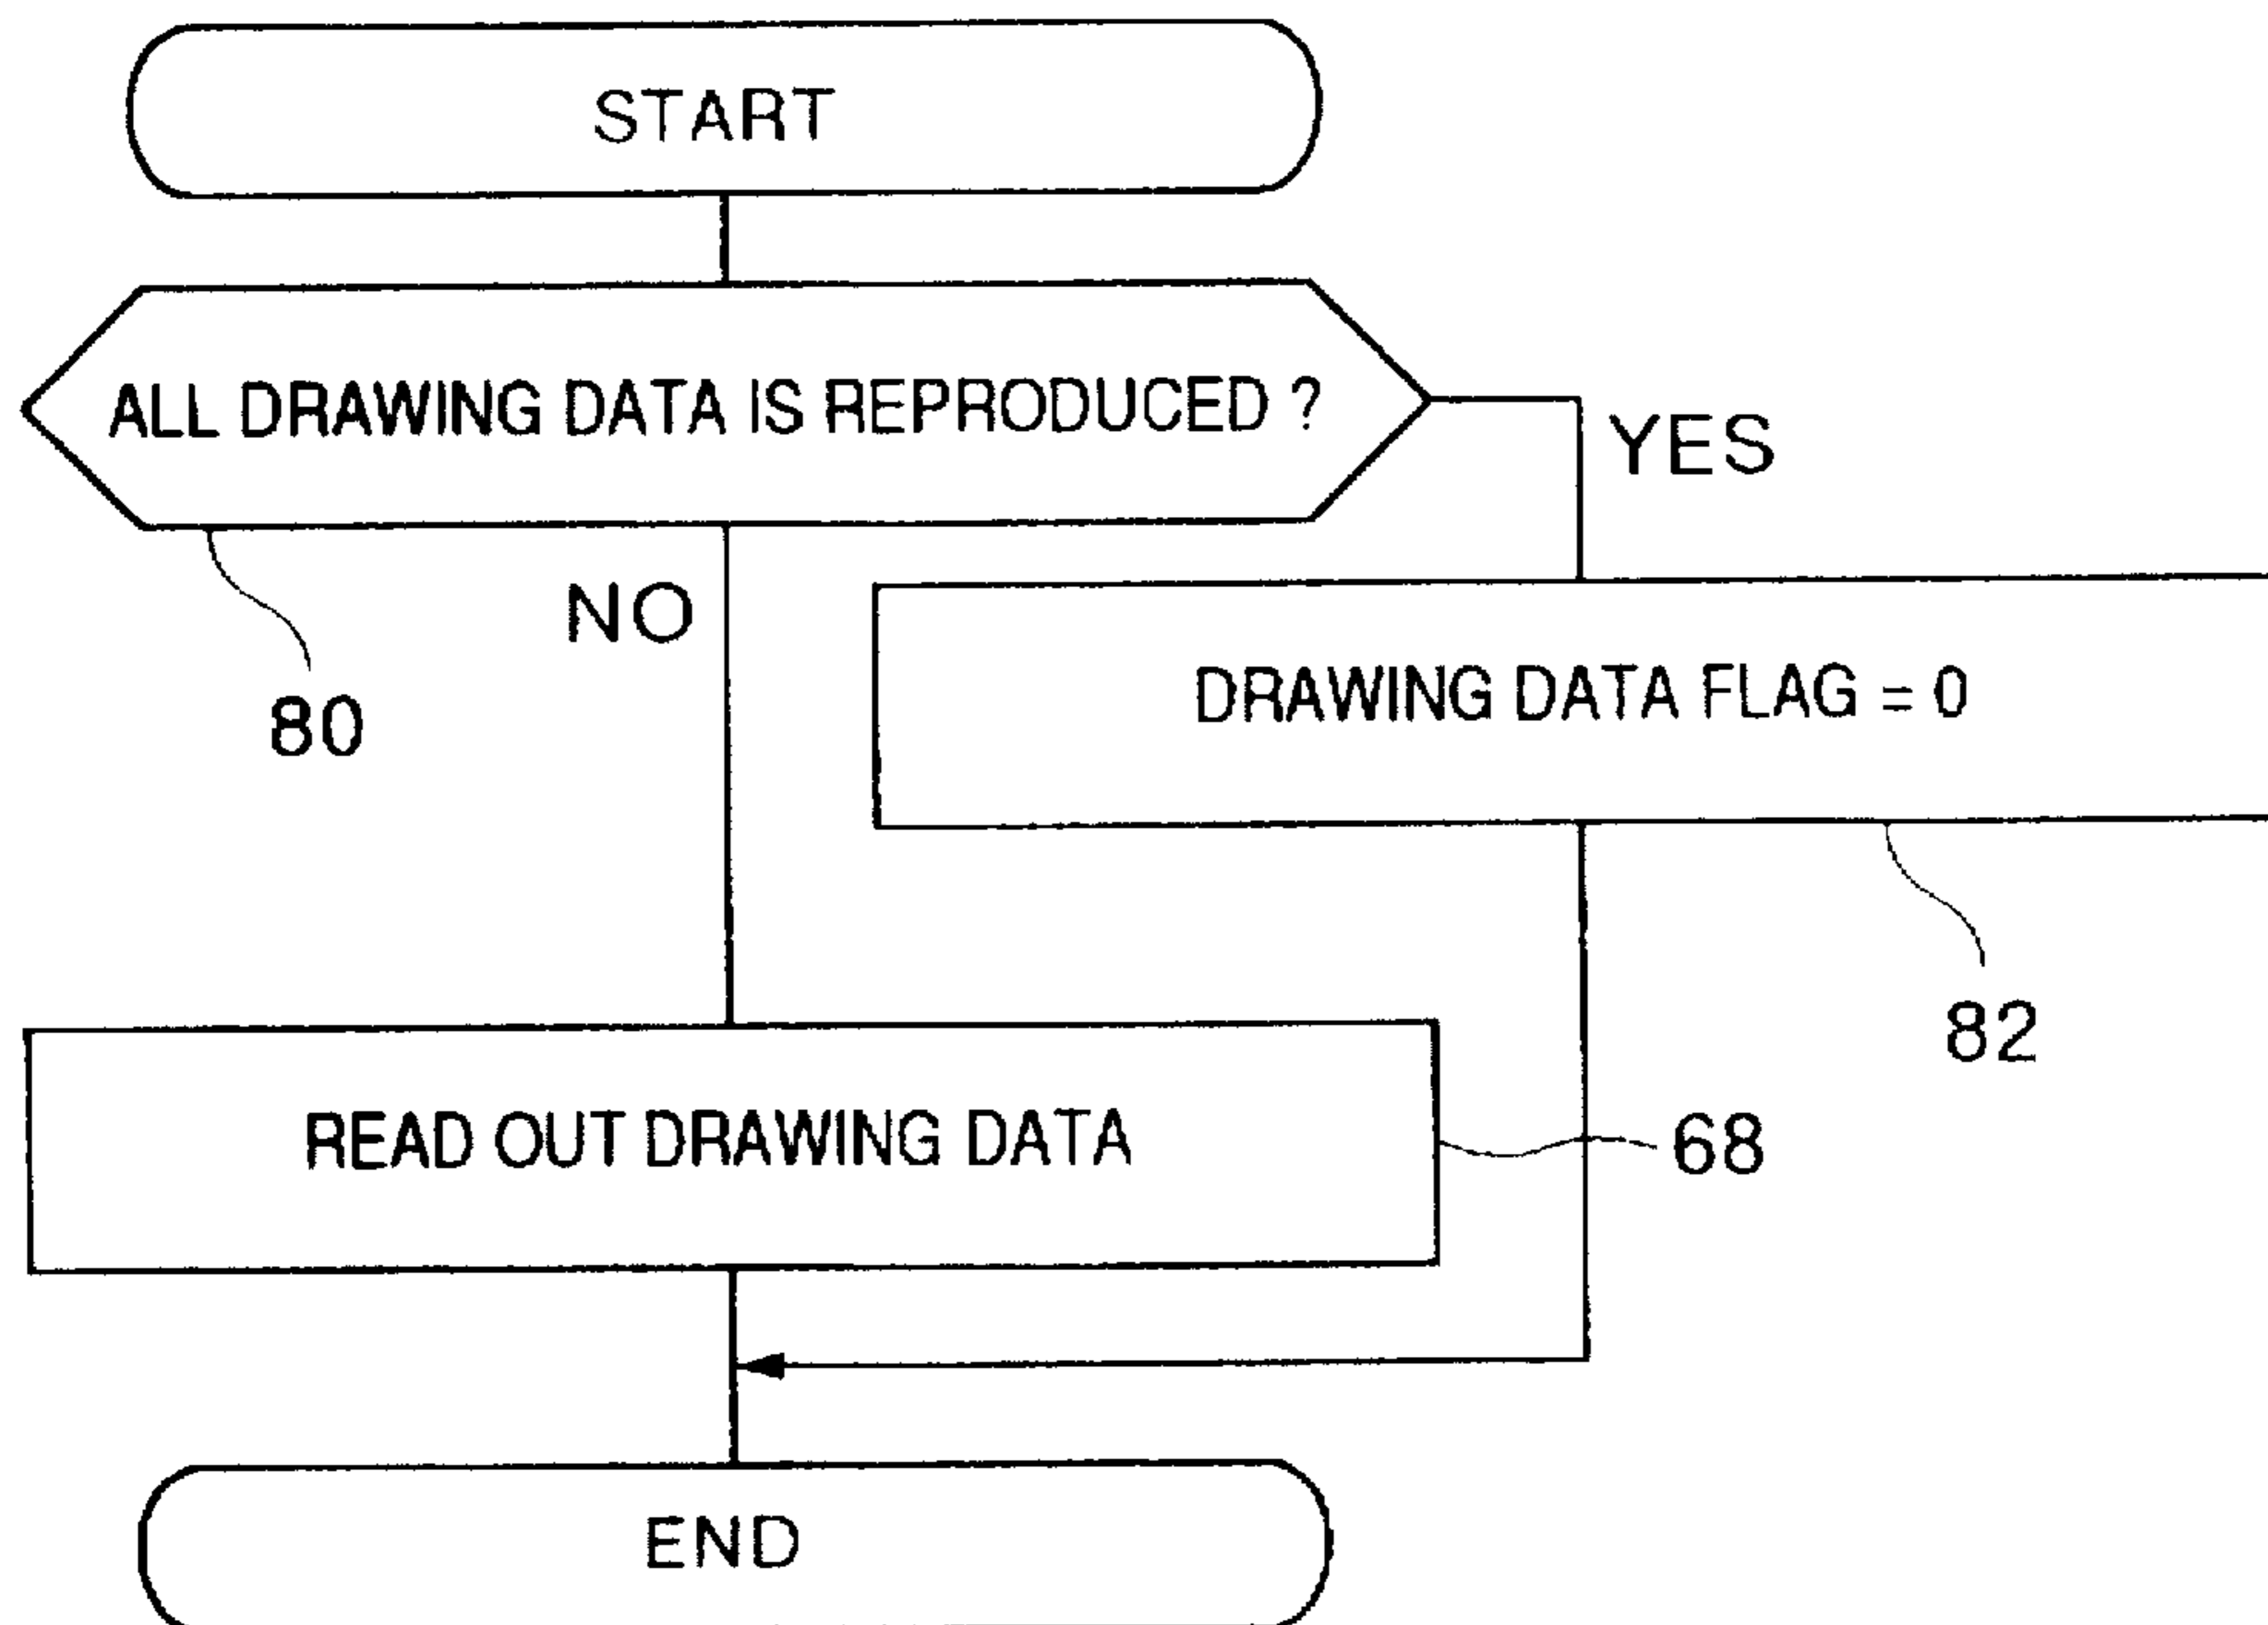 START
ALL DRAWING DATA IS REPRODUCED ?
YES
NO
80
DRAWING DATA FLAG = 0
82
READ OUT DRAWING DATA
68
END